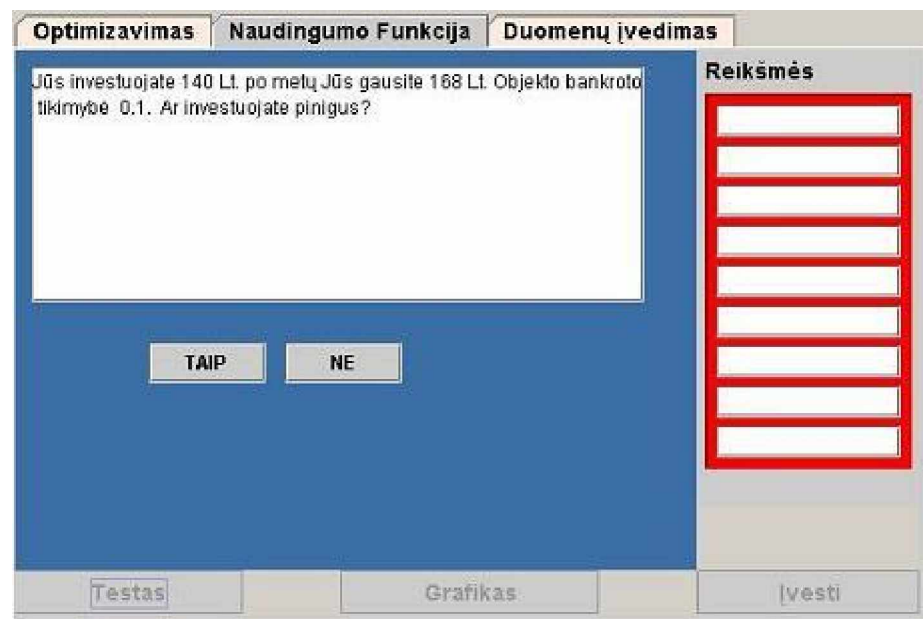 Optimizavimas Naudingumo Funkcija Duomenų įvedimas
Jūs investuojate 140 Lt. po metų Jūs gausite 168 Lt. Objekto bankroto
tikimybė 0.1. Ar investuojate pinigus?
Reikšmės
TAIP NE
Testas Grafikas Įvesti